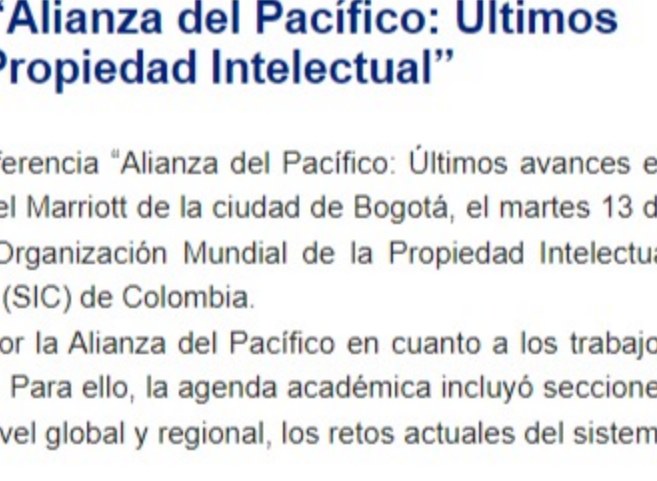 “Alianza del Pacífico: Últimos
Propiedad Intelectual”
ferencia “Alianza del Pacífico: Últimos avances e
el Marriott de la ciudad de Bogotá, el martes 13 d
Organización Mundial de la Propiedad Intelectua
(SIC) de Colombia.
or la Alianza del Pacífico en cuanto a los trabajo
Para ello, la agenda académica incluyó seccione
vel global y regional, los retos actuales del sistem